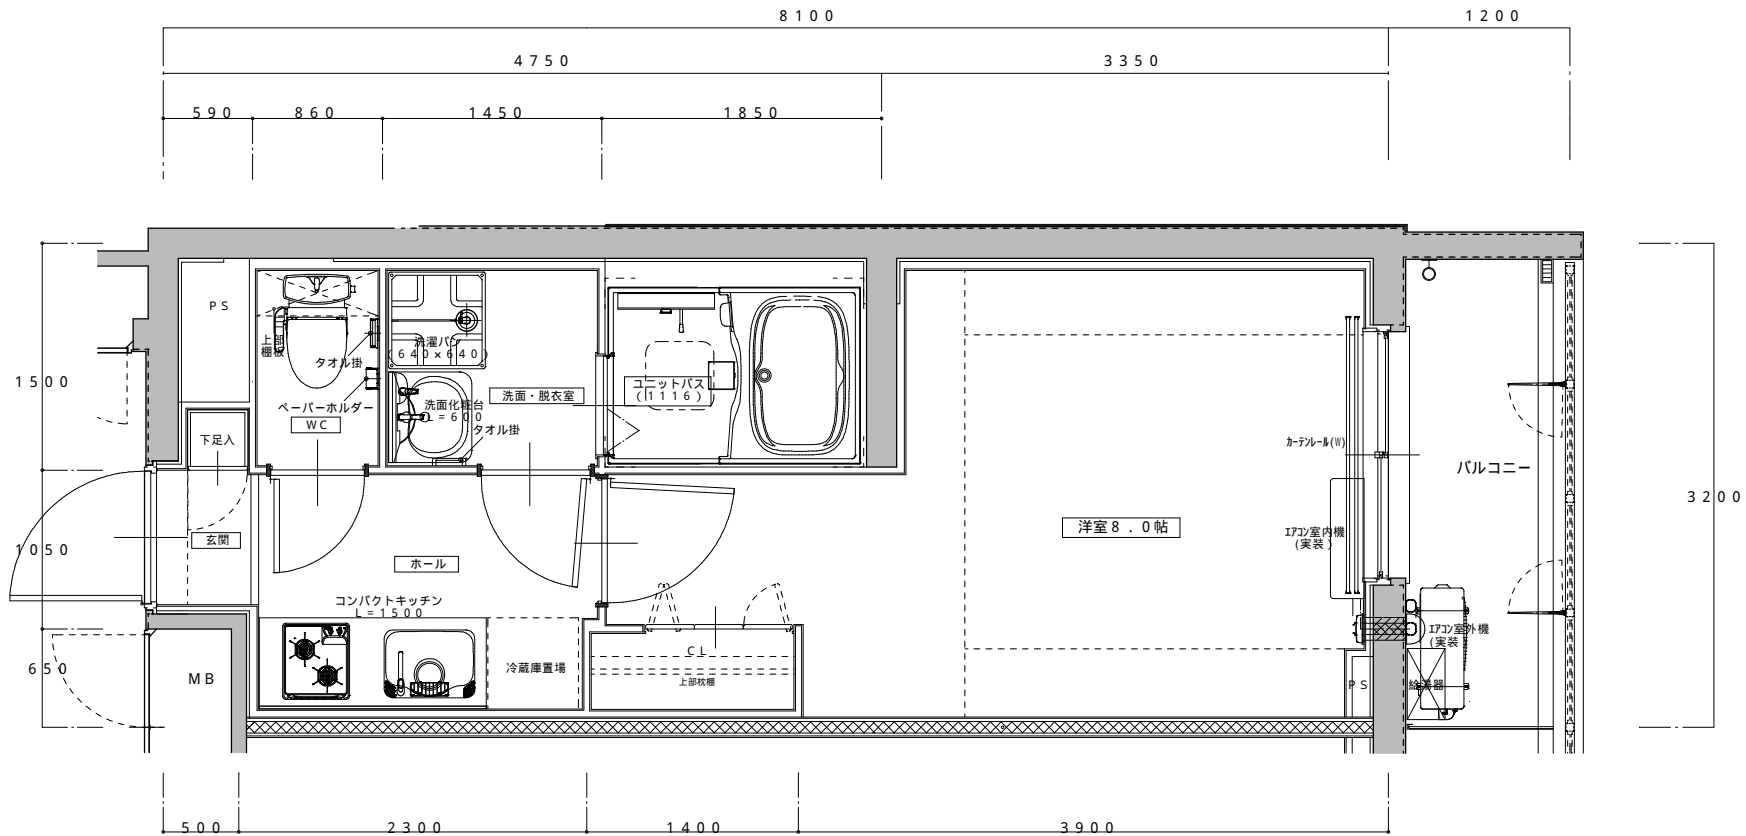 8100
1200
4750
3350
590
860
1450
1850
PS
上部
棚板
タオル掛
ペーパーホルダー
WC
洗濯パン
(640×640)
洗面・脱衣室
洗面化粧台
L=600
タオル掛
ユニットバス
(1116)
下足入
1500
カーテンレール(W)
バルコニー
3200
洋室8.0帖
エアコン室内機
(実装)
玄関
1050
ホール
コンパクトキッチン
L=1500
エアコン室外機
(実装
CL
650
MB
冷蔵庫置場
上部枕棚
PS
給湯器
500
2300
1400
3900